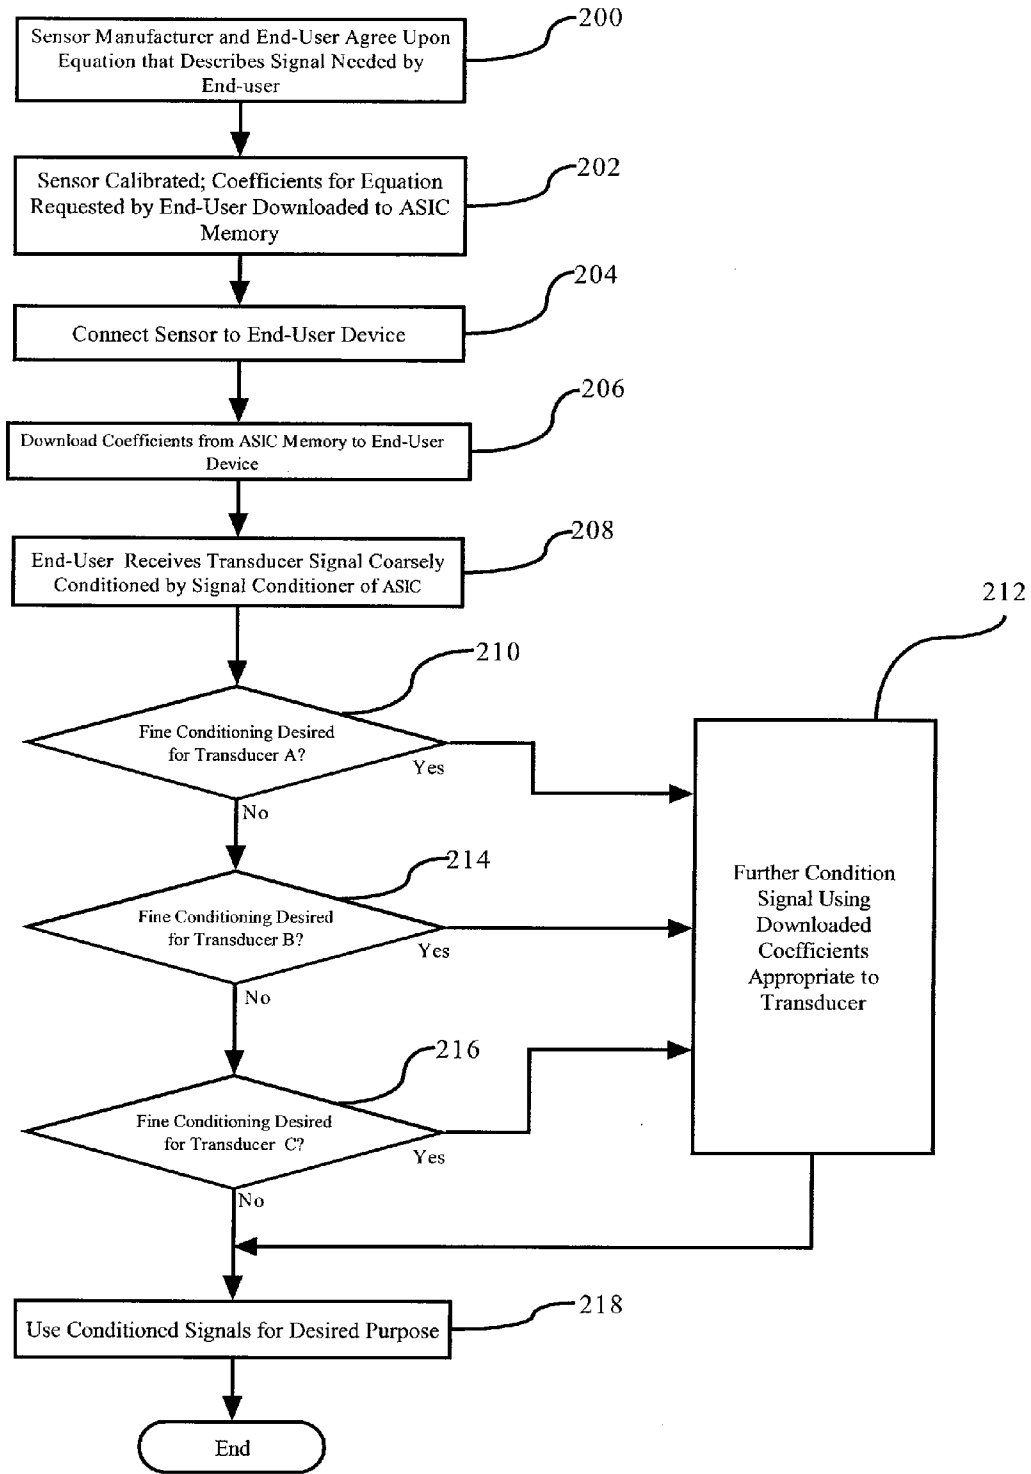 200
Sensor Manufacturer and End-User Agree Upon
Equation that Describes Signal Needed by
End-user
202
Sensor Calibrated; Coefficients for Equation
Requested by End-User Downloaded to ASIC
Memory
204
Connect Sensor to End-User Device
206
Download Coefficients from ASIC Memory to End-User
Device
208
End-User Receives Transducer Signal Coarsely
Conditioned by Signal Conditioner of ASIC
212
210
Fine Conditioning Desired
for Transducer A?
Yes
No
214
Fine Conditioning Desired
for Transducer B?
Yes
No
Further Condition
Signal Using
Downloaded
Coefficients
Appropriate to
Transducer
216
Fine Conditioning Desired
for Transducer C?
Yes
No
218
Use Conditioned Signals for Desired Purpose
End